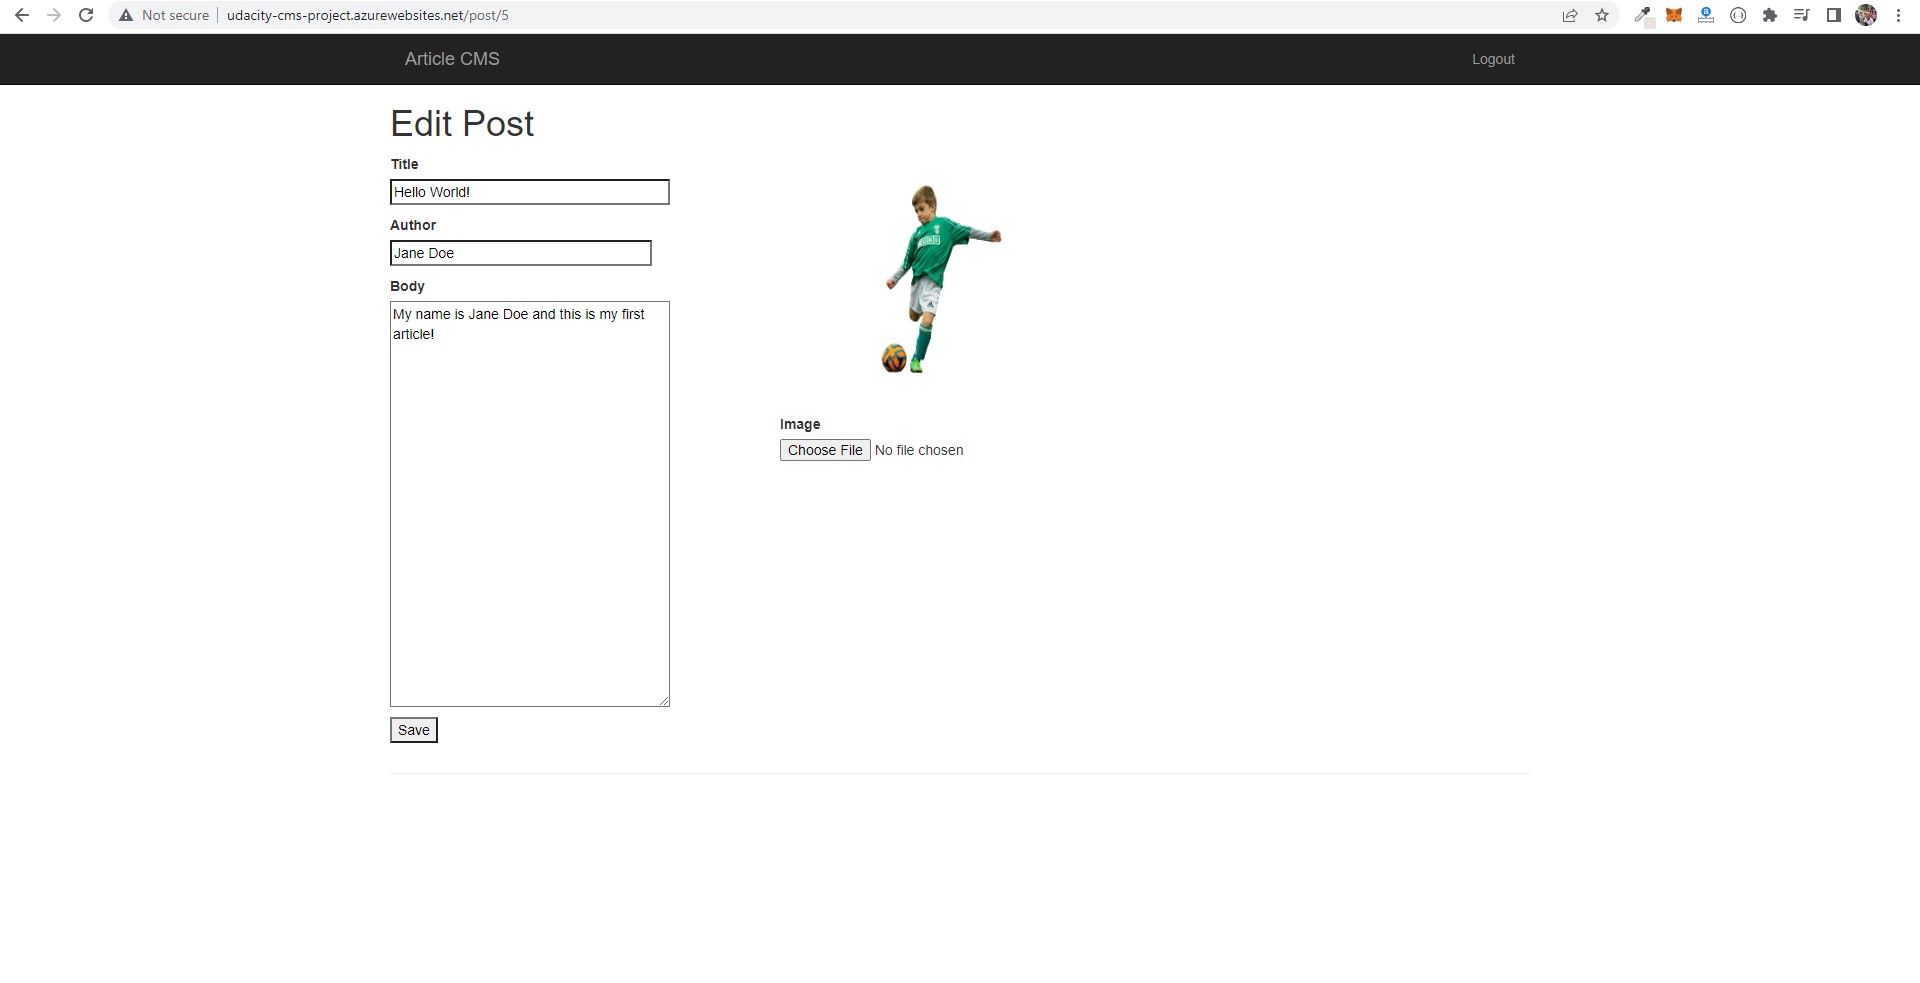 Not secure udacity-cms-project.azurewebsites.net/post/5
Article CMS
Logout
Edit Post
Title
Hello World!
Author
Jane Doe
Body
My name is Jane Doe and this is my first
article!
Save
Image
Choose File No file chosen